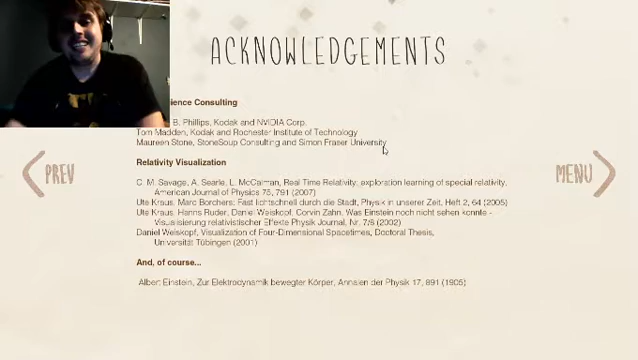 ACKNOWLEDGEMENTS
ience Consulting
B. Phillips, Kodak and NVIDIA Corp.
Tom Madden, Kodak and Rochester Institute of Technology
Maureen Stone, StoneSoup Consulting and Simon Fraser University
PREV
MENU
Relativity Visualization
C. M. Savage, A. Searle, L. McCalman, Real Time Relativity: exploration learning of special relativity,
American Journal of Physics 75, 791 (2007)
Ute Kraus, Marc Borchers: Fast lichtschnell durch die Stadt, Physik in unserer Zeit, Heft 2, 64 (2005)
Ute Kraus, Hanns Ruder, Daniel Weiskopf, Corvin Zahn, Was Einstein noch nicht sehen konnte -
Visualisierung relativistischer Effekte Physik Journal, Nr. 7/8 (2002)
Daniel Weiskopf, Visualization of Four-Dimensional Spacetimes, Doctoral Thesis,
Universität Tübingen (2001)
And, of course...
Albert Einstein, Zur Elektrodynamik bewegter Körper, Annalen der Physik 17, 891 (1905)